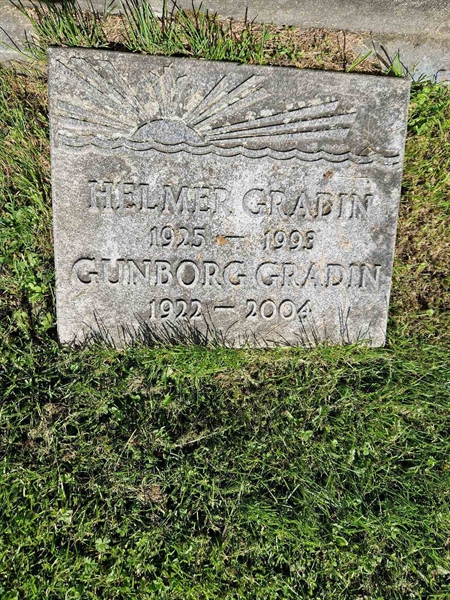 HELMER GRADIN
1925 — 1993
GUNBORG GRADIN
1922 — 2004